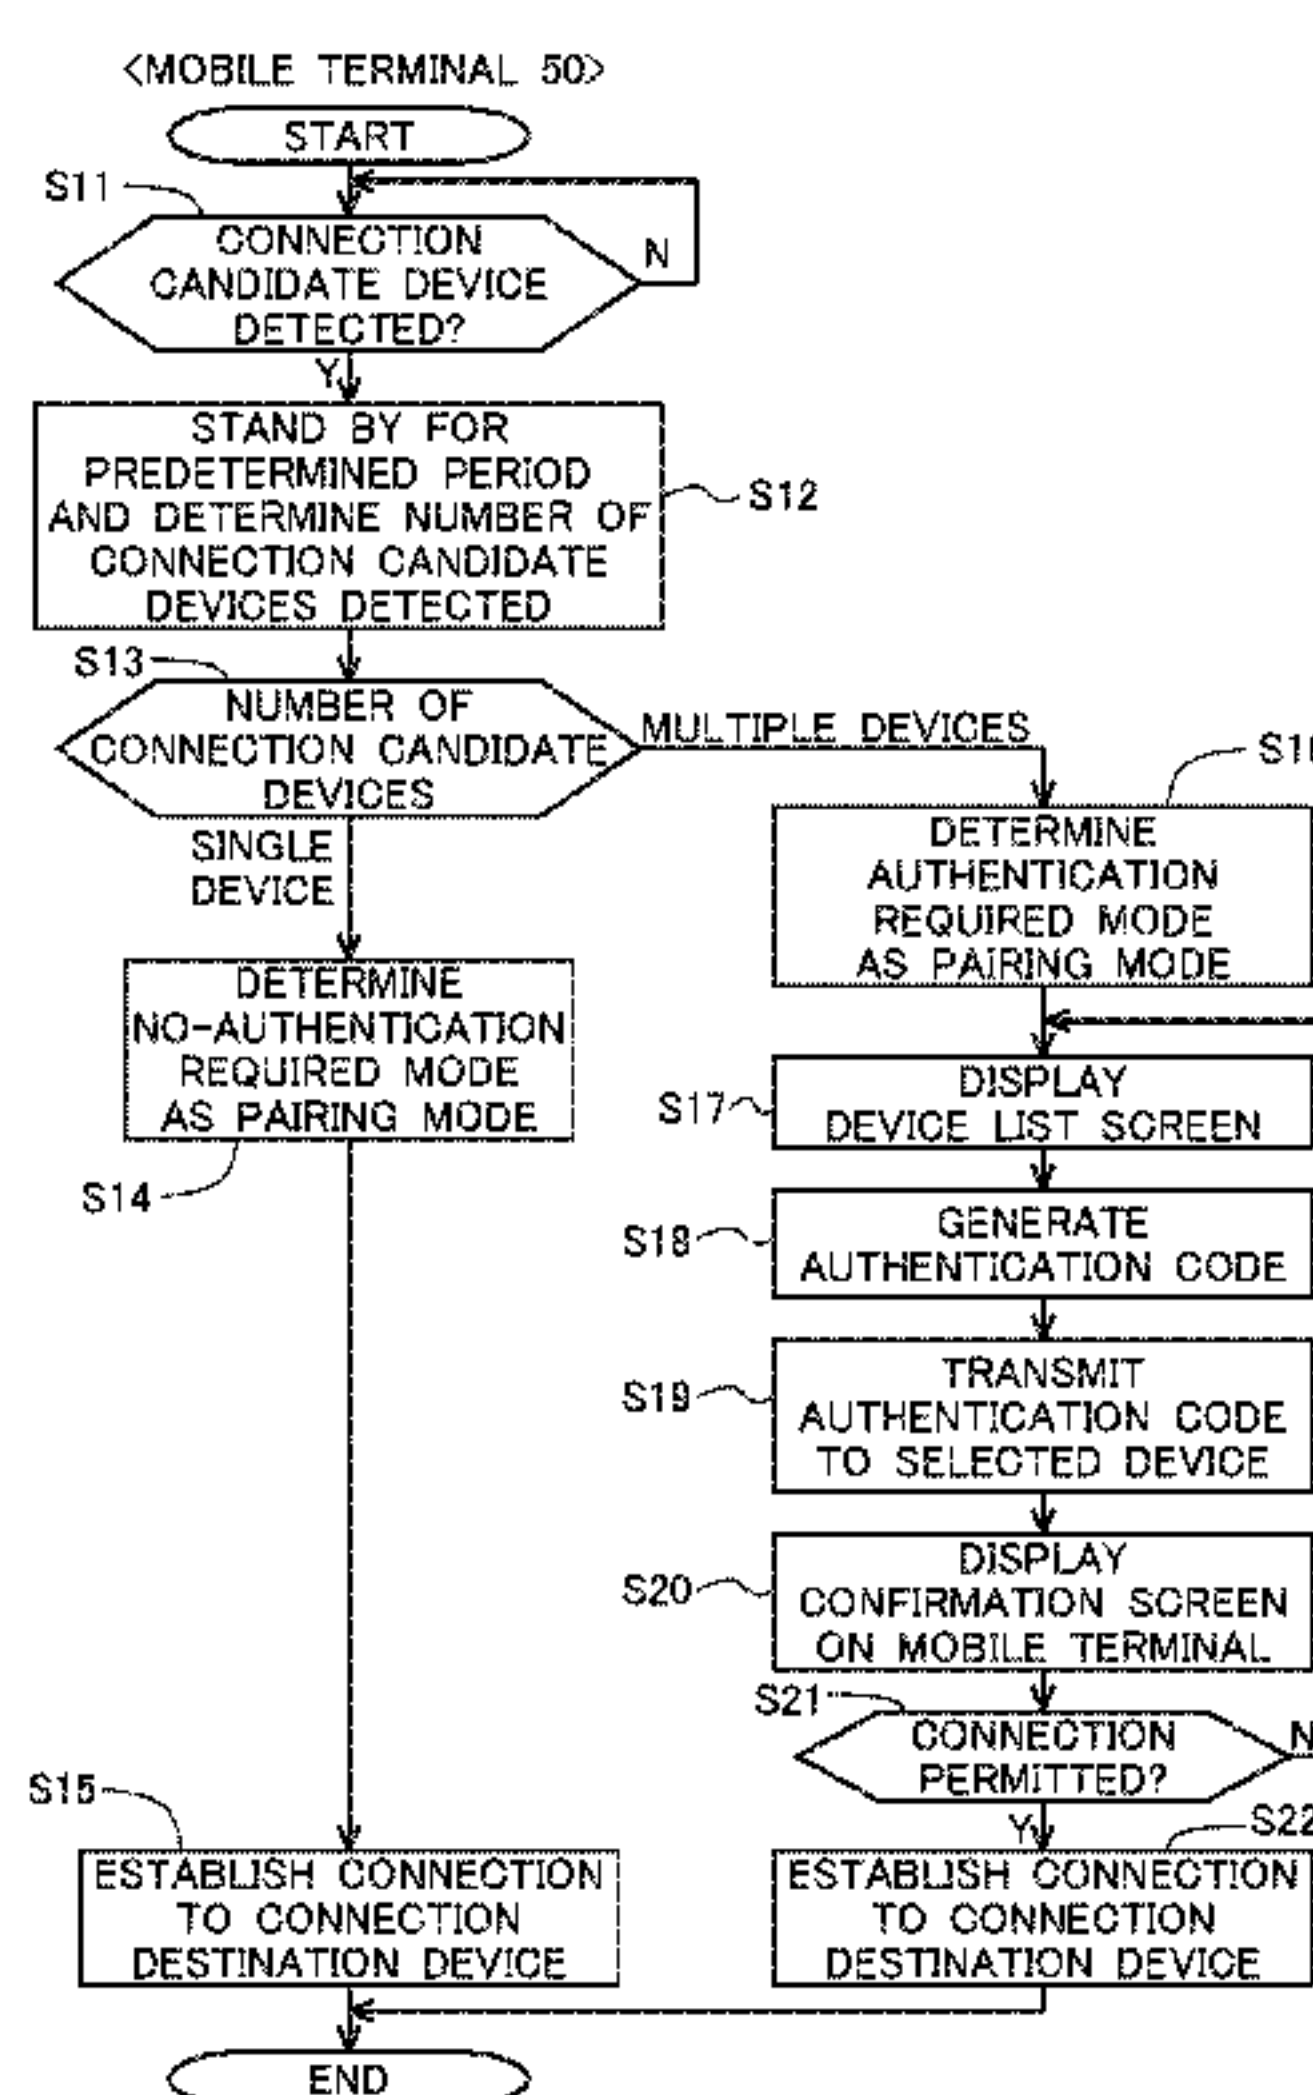 <MOBILE TERMINAL 50>
START
S11
CONNECTION
CANDIDATE DEVICE
DETECTED?
N
Y
STAND BY FOR
PREDETERMINED PERIOD
AND DETERMINE NUMBER OF
CONNECTION CANDIDATE
DEVICES DETECTED
S12
S13
NUMBER OF
CONNECTION CANDIDATE
DEVICES
MULTIPLE DEVICES
SINGLE
DEVICE
DETERMINE
NO-AUTHENTICATION
REQUIRED MODE
AS PAIRING MODE
S14
S15
ESTABLISH CONNECTION
TO CONNECTION
DESTINATION DEVICE
DETERMINE
AUTHENTICATION
REQUIRED MODE
AS PAIRING MODE
S17
DISPLAY
DEVICE LIST SCREEN
S18
GENERATE
AUTHENTICATION CODE
S19
TRANSMIT
AUTHENTICATION CODE
TO SELECTED DEVICE
S20
DISPLAY
CONFIRMATION SCREEN
ON MOBILE TERMINAL
S21
CONNECTION
PERMITTED?
N
Y
S22
ESTABLISH CONNECTION
TO CONNECTION
DESTINATION DEVICE
END